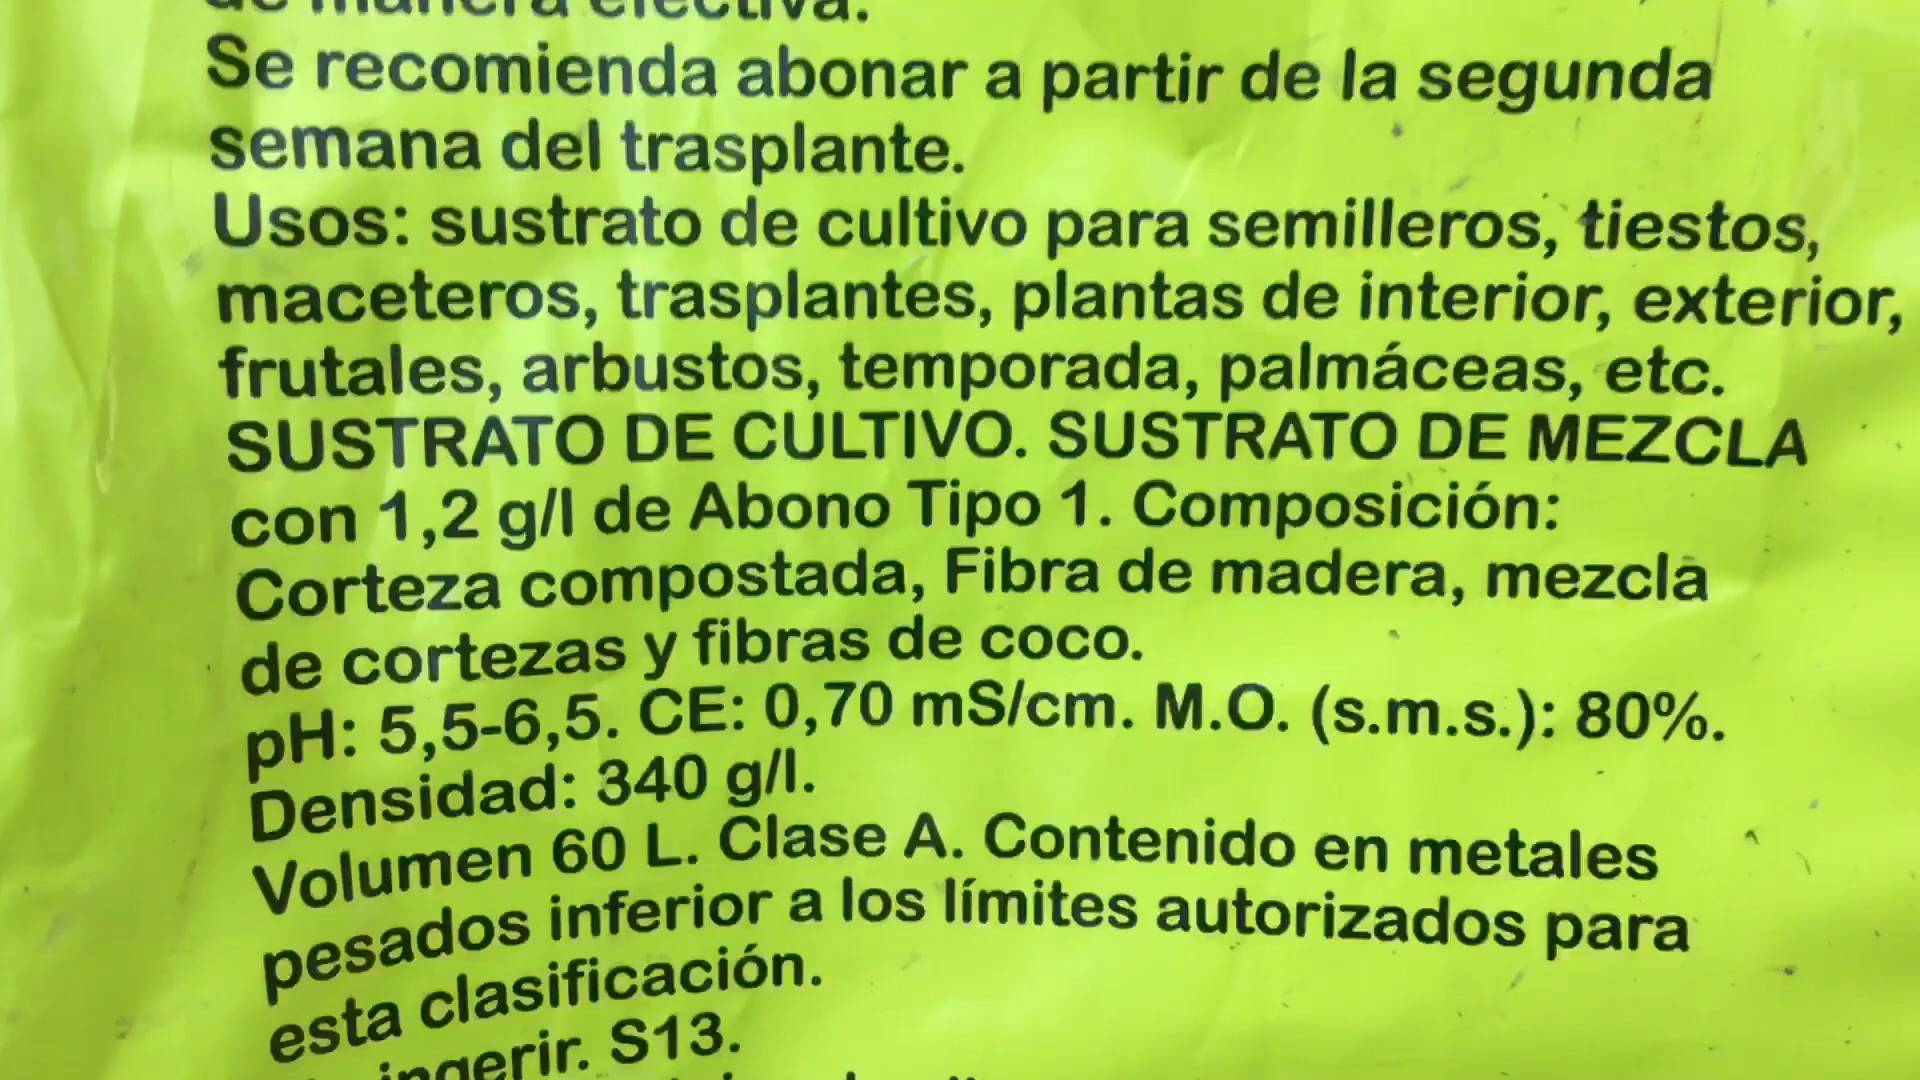 de manera efectiva.
Se recomienda abonar a partir de la segunda
semana del trasplante.
Usos: sustrato de cultivo para semilleros, tiestos,
maceteros, trasplantes, plantas de interior, exterior,
frutales, arbustos, temporada, palmáceas, etc.
SUSTRATO DE CULTIVO. SUSTRATO DE MEZCLA
con 1,2 g/l de Abono Tipo 1. Composición:
Corteza compostada, Fibra de madera, mezcla
de cortezas y fibras de coco.
pH: 5,5-6,5. CE: 0,70 mS/cm. M.O. (s.m.s.): 80%.
Densidad: 340 g/l.
Volumen 60 L. Clase A. Contenido en metales
pesados inferior a los límites autorizados para
esta clasificación.
ingerir. S13.